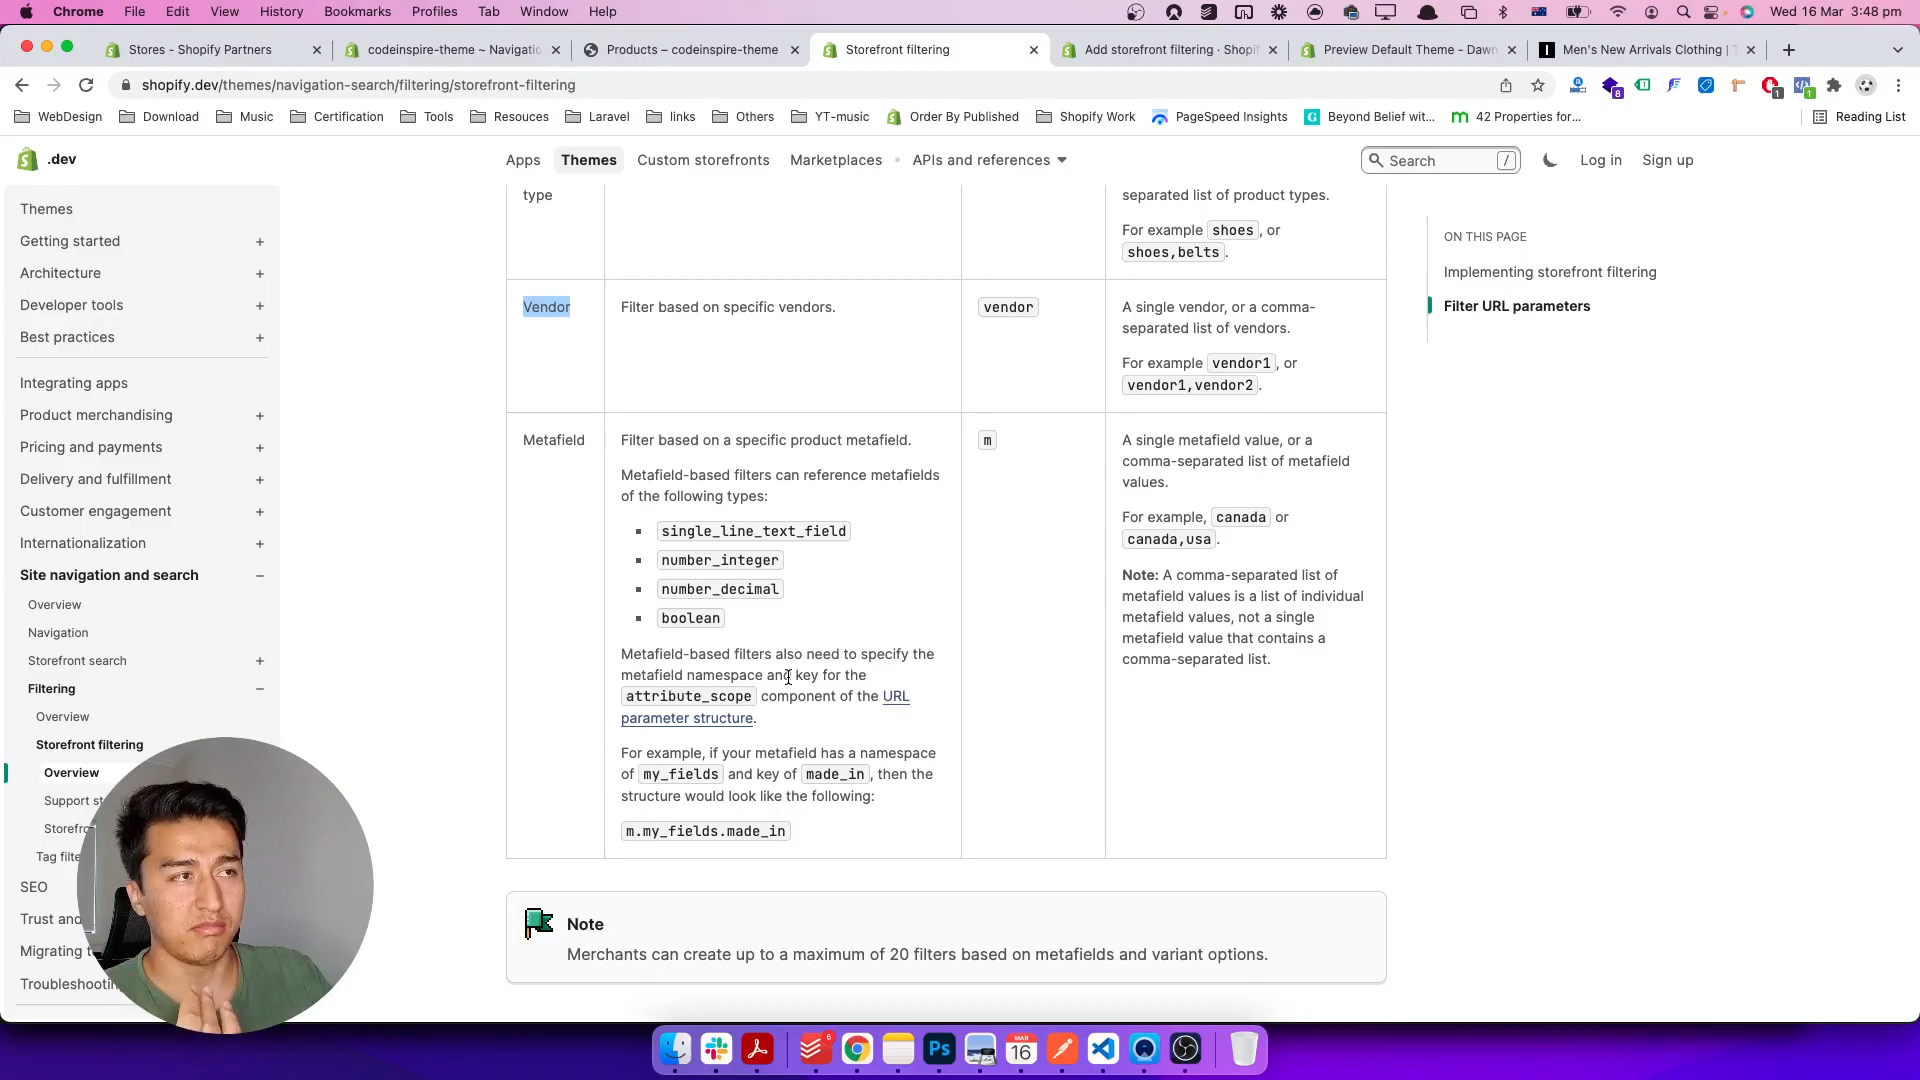 Chrome File Edit View History Bookmarks Profiles Tab Window Help Wed 16 Mar 3:48 pm
Stores - Shopify Partners codeinspire-theme ~ Navigatio Products – codeinspire-theme Storefront filtering Add storefront filtering · Shopif Preview Default Theme - Dawn Men's New Arrivals Clothing | T
shopify.dev/themes/navigation-search/filtering/storefront-filtering
WebDesign Download Music Certification Tools Resouces Laravel links Others YT-music Order By Published Shopify Work PageSpeed Insights Beyond Belief wit... 42 Properties for... Reading List
.dev Apps Themes Custom storefronts Marketplaces APIs and references Search / Log in Sign up
Themes
Getting started
Architecture
Developer tools
Best practices
Integrating apps
Product merchandising
Pricing and payments
Delivery and fulfillment
Customer engagement
Internationalization
Site navigation and search
Overview
Navigation
Storefront search
Filtering
Overview
Storefront filtering
Overview
Support st
Storefro
Tag filte
SEO
Trust and
Migrating t
Troubleshootin
type
separated list of product types.
For example shoes, or
shoes,belts.
Vendor
Filter based on specific vendors.
vendor
A single vendor, or a comma-
separated list of vendors.
For example vendor1, or
vendor1,vendor2.
Metafield
Filter based on a specific product metafield.
Metafield-based filters can reference metafields
of the following types:
single_line_text_field
number_integer
number_decimal
boolean
Metafield-based filters also need to specify the
metafield namespace and key for the
attribute_scope component of the URL
parameter structure.
For example, if your metafield has a namespace
of my_fields and key of made_in, then the
structure would look like the following:
m.my_fields.made_in
m
A single metafield value, or a
comma-separated list of metafield
values.
For example, canada or
canada,usa.
Note: A comma-separated list of
metafield values is a list of individual
metafield values, not a single
metafield value that contains a
comma-separated list.
Note
Merchants can create up to a maximum of 20 filters based on metafields and variant options.
ON THIS PAGE
Implementing storefront filtering
Filter URL parameters
6
Ps
MAR
16